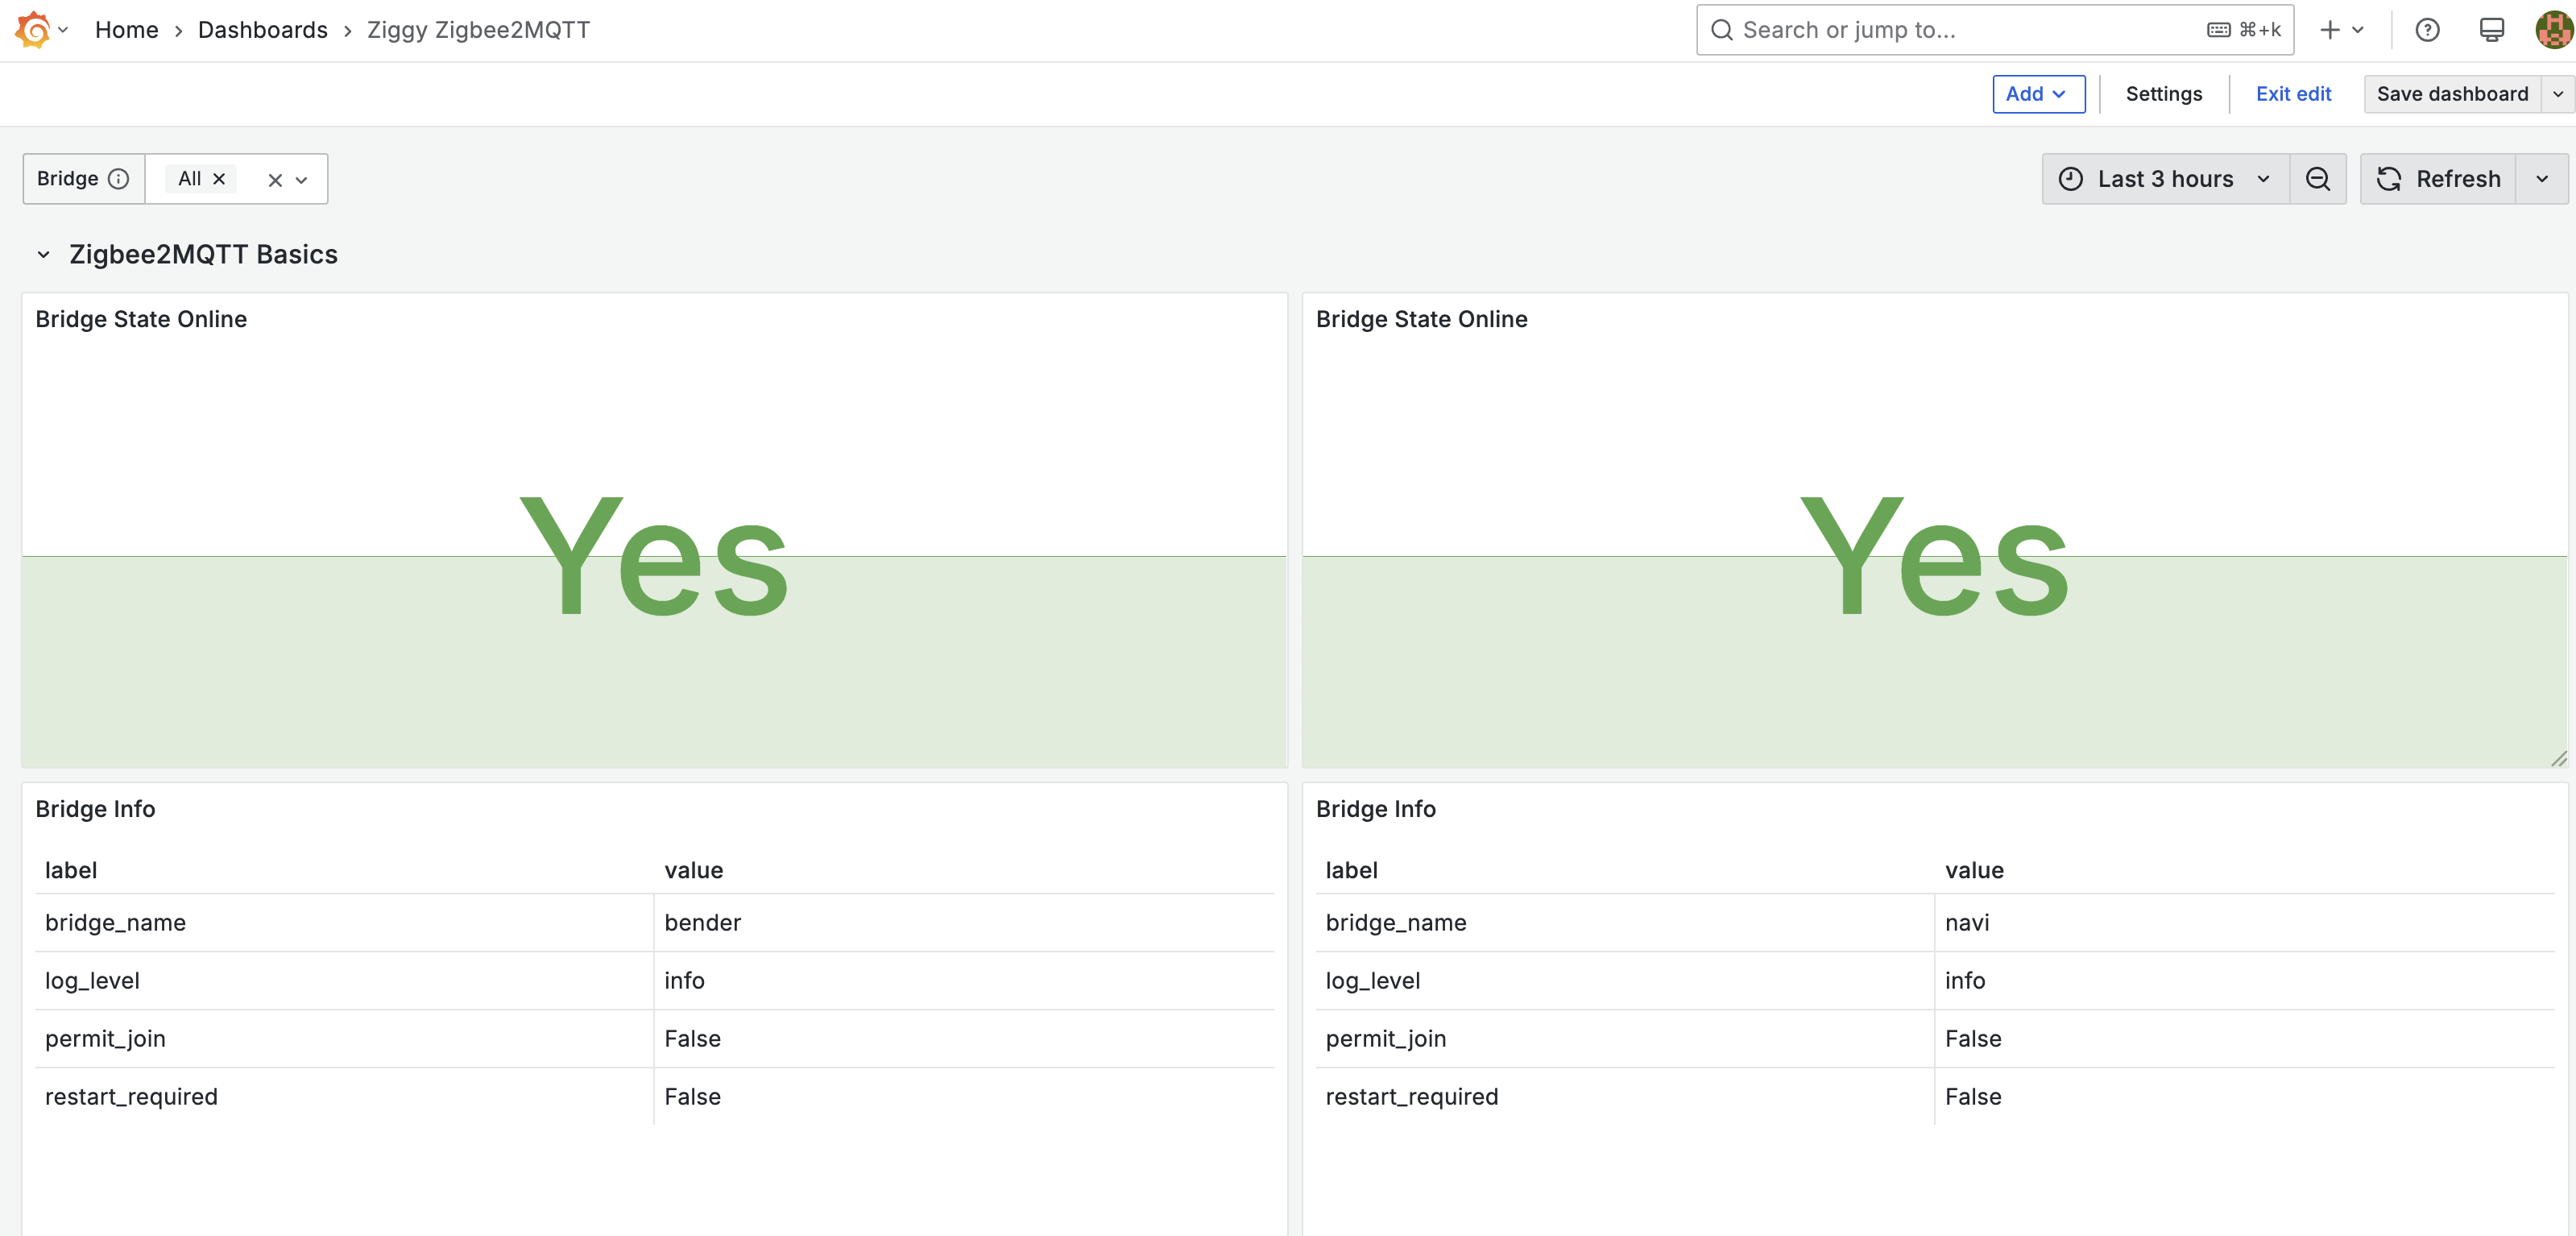 Home › Dashboards › Ziggy Zigbee2MQTT
Search or jump to...
⌘+k
Add
Settings
Exit edit
Save dashboard
Bridge
All
Last 3 hours
Refresh
Zigbee2MQTT Basics
Bridge State Online
Yes
Bridge State Online
Yes
Bridge Info
label value
bridge_name bender
log_level info
permit_join False
restart_required False
Bridge Info
label value
bridge_name navi
log_level info
permit_join False
restart_required False